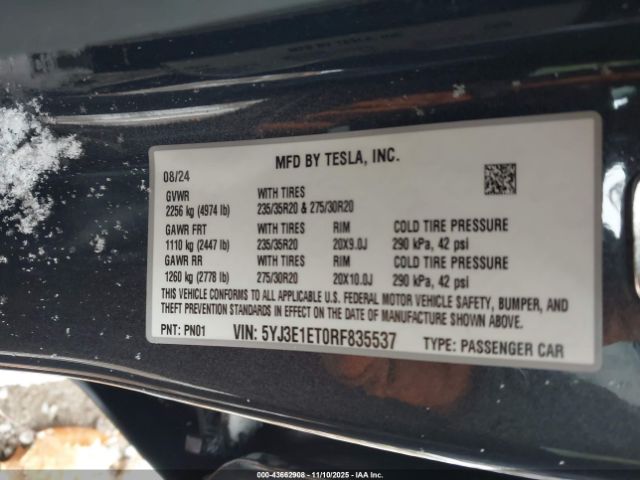 MFD BY TESLA, INC.
08/24
GVWR WITH TIRES
2256 kg (4974 lb) 235/35R20 & 275/30R20
GAWR FRT WITH TIRES RIM COLD TIRE PRESSURE
1110 kg (2447 lb) 235/35R20 20X9.0J 290 kPa, 42 psi
GAWR RR WITH TIRES RIM COLD TIRE PRESSURE
1260 kg (2778 lb) 275/30R20 20X10.0J 290 kPa, 42 psi
THIS VEHICLE CONFORMS TO ALL APPLICABLE U.S. FEDERAL MOTOR VEHICLE SAFETY, BUMPER, AND
THEFT PREVENTION STANDARDS IN EFFECT ON THE DATE OF MANUFACTURE SHOWN ABOVE.
PNT: PN01 VIN: 5YJ3E1ET0RF835537 TYPE: PASSENGER CAR
000-43662908 - 11/10/2025 - IAA Inc.